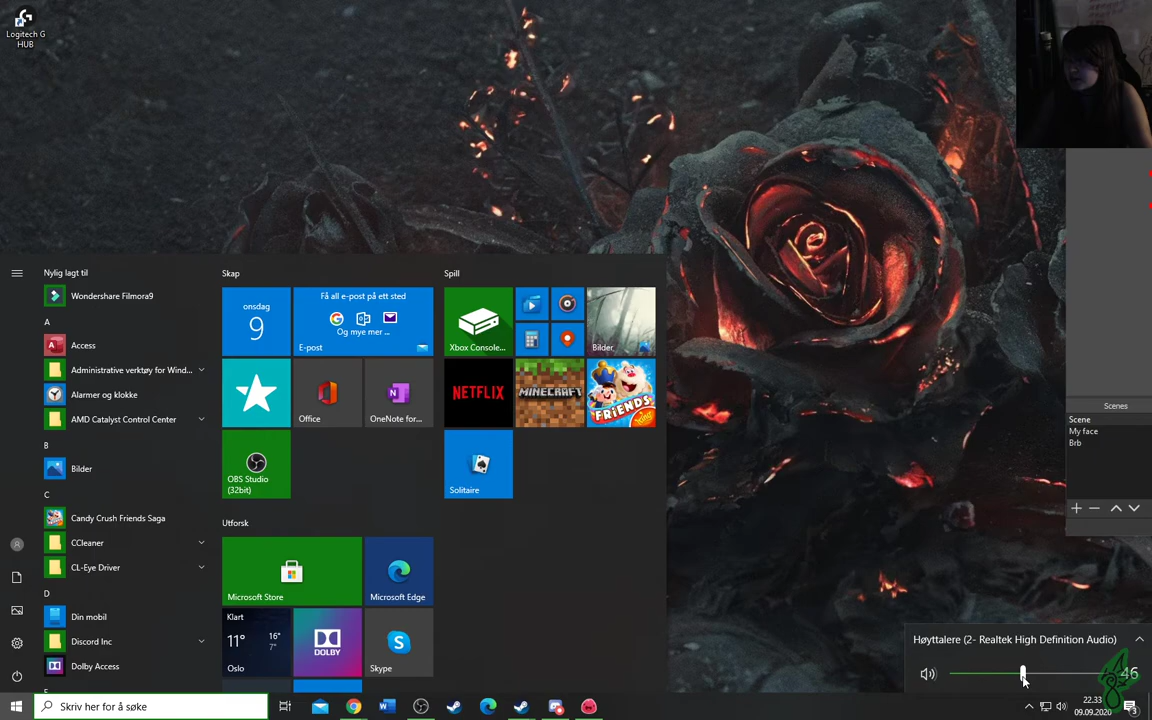 Logitech G
HUB
Nylig lagt til
Wondershare Filmora9
A
Access
Administrative verktøy for Wind...
Alarmer og klokke
AMD Catalyst Control Center
B
Bilder
C
Candy Crush Friends Saga
CCleaner
CL-Eye Driver
D
Din mobil
Discord Inc
Dolby Access
Skap
onsdag
9
Få all e-post på ett sted
Og mye mer ...
E-post
Office
OneNote for...
OBS Studio
(32bit)
Utforsk
Microsoft Store
Microsoft Edge
Klart
11°
16°
7°
Oslo
DOLBY
Skype
Spill
Xbox Console...
Bilder
NETFLIX
MINECRAFT
FRIENDS
Solitaire
Scenes
Scene
My face
Brb
Høyttalere (2- Realtek High Definition Audio)
46
Skriv her for å søke
22.33
09.09.2020
3